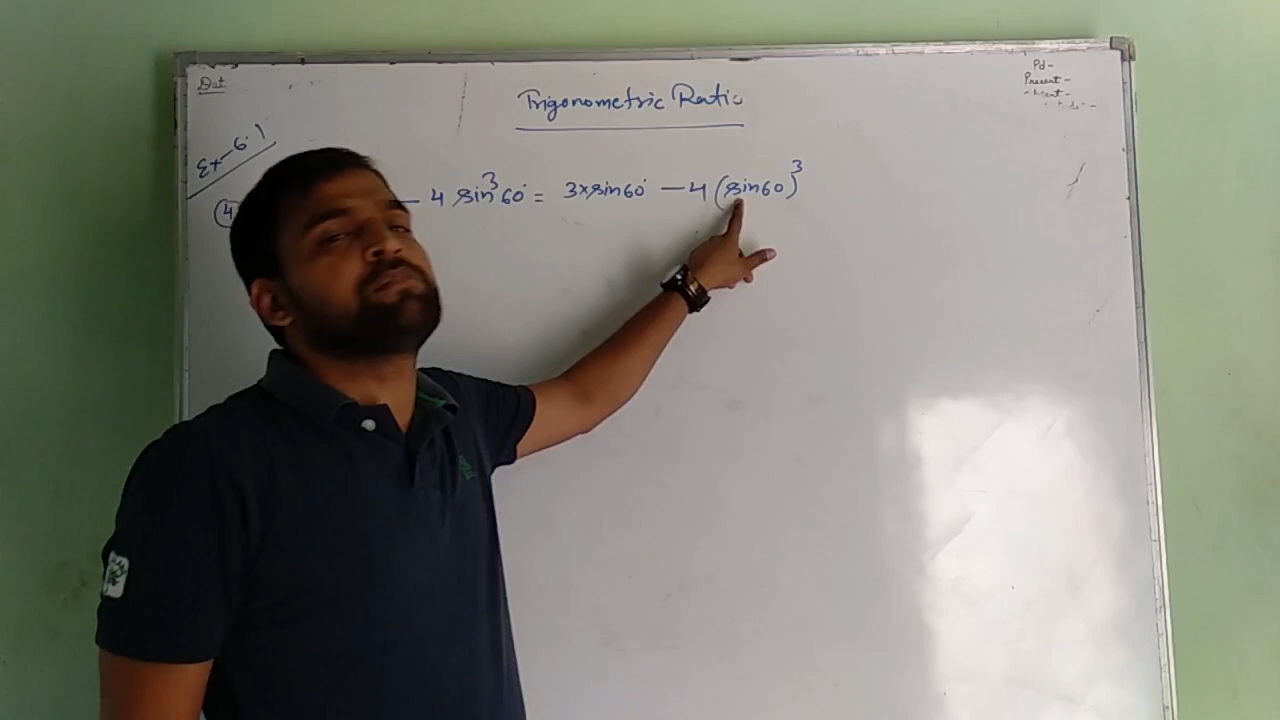 Dat
Pd-
Present-
Trigonometric Ratio
Ex-6.1
(4 - 4 sin³60° = 3×sin60° - 4(sin60)³